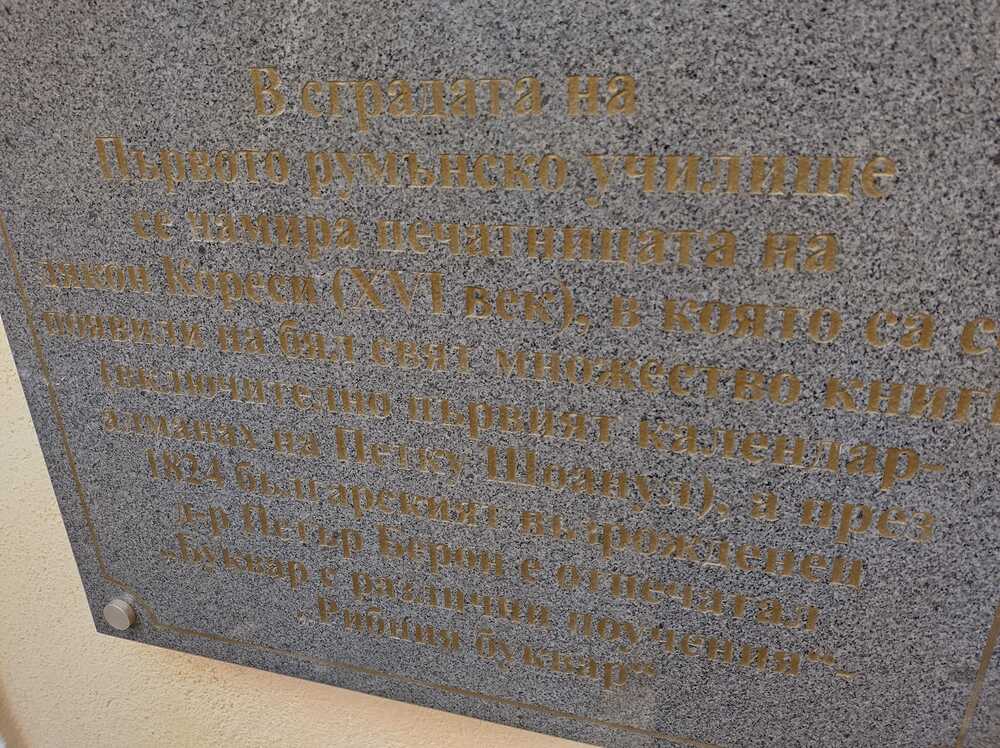 В сградата на
Първото румънско училище
се намира печатницата на
дякон Кореси (XVI век), в която са се
появили на бял свят множество книги
(включително първият календар-
алманах на Петку Шоанул), а през
1824 българският възрожденец
д-р Петър Берон е отпечатал
„Буквар с различни поучения“-
„Рибния буквар“